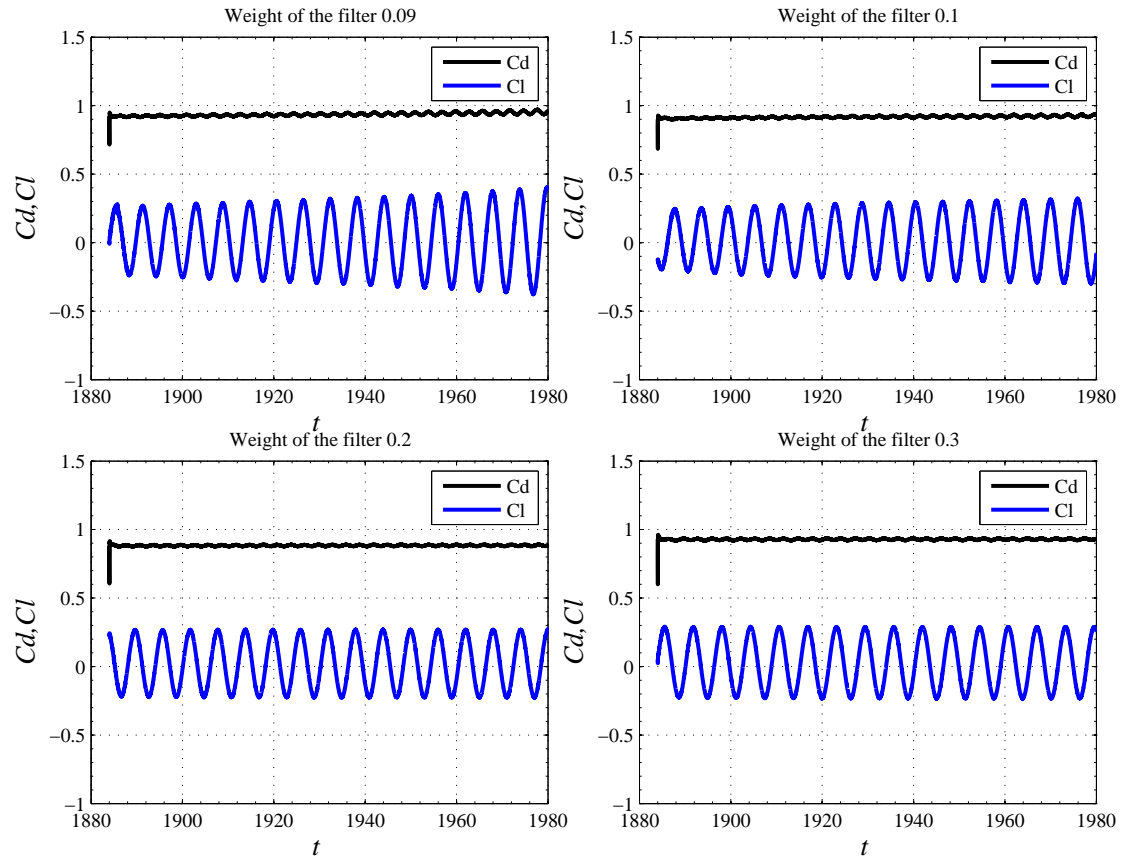 Weight of the filter 0.09
1.5
1
0.5
0
−0.5
−1
Cd,Cl
Cd
Cl
1880 1900 1920 1940 1960 1980
t
Weight of the filter 0.1
1.5
1
0.5
0
−0.5
−1
Cd,Cl
Cd
Cl
1880 1900 1920 1940 1960 1980
t
Weight of the filter 0.2
1.5
1
0.5
0
−0.5
−1
Cd,Cl
Cd
Cl
1880 1900 1920 1940 1960 1980
t
Weight of the filter 0.3
1.5
1
0.5
0
−0.5
−1
Cd,Cl
Cd
Cl
1880 1900 1920 1940 1960 1980
t